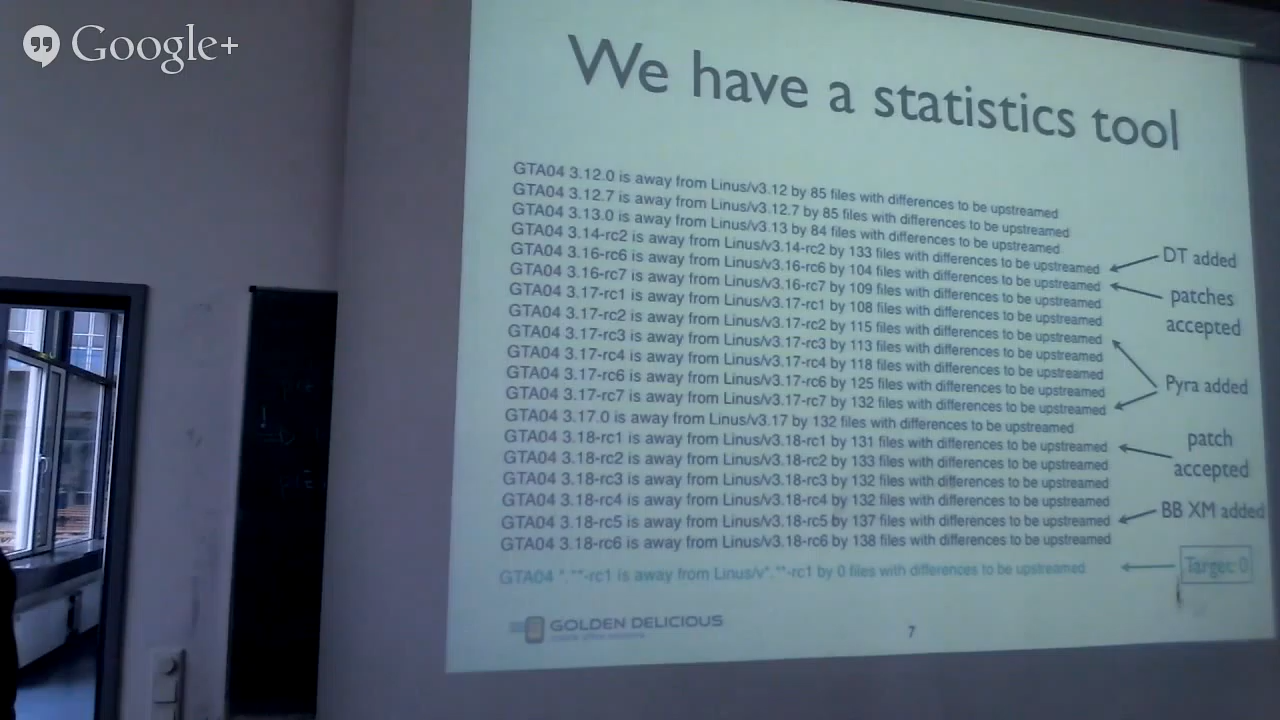 Google+
We have a statistics tool
GTA04 3.12.0 is away from Linus/v3.12 by 85 files with differences to be upstreamed
GTA04 3.12.7 is away from Linus/v3.12.7 by 85 files with differences to be upstreamed
GTA04 3.13.0 is away from Linus/v3.13 by 84 files with differences to be upstreamed
GTA04 3.14-rc2 is away from Linus/v3.14-rc2 by 133 files with differences to be upstreamed
GTA04 3.16-rc6 is away from Linus/v3.16-rc6 by 104 files with differences to be upstreamed
GTA04 3.16-rc7 is away from Linus/v3.16-rc7 by 109 files with differences to be upstreamed
GTA04 3.17-rc1 is away from Linus/v3.17-rc1 by 108 files with differences to be upstreamed
GTA04 3.17-rc2 is away from Linus/v3.17-rc2 by 115 files with differences to be upstreamed
GTA04 3.17-rc3 is away from Linus/v3.17-rc3 by 113 files with differences to be upstreamed
GTA04 3.17-rc4 is away from Linus/v3.17-rc4 by 118 files with differences to be upstreamed
GTA04 3.17-rc6 is away from Linus/v3.17-rc6 by 125 files with differences to be upstreamed
GTA04 3.17-rc7 is away from Linus/v3.17-rc7 by 132 files with differences to be upstreamed
GTA04 3.17.0 is away from Linus/v3.17 by 132 files with differences to be upstreamed
GTA04 3.18-rc1 is away from Linus/v3.18-rc1 by 131 files with differences to be upstreamed
GTA04 3.18-rc2 is away from Linus/v3.18-rc2 by 133 files with differences to be upstreamed
GTA04 3.18-rc3 is away from Linus/v3.18-rc3 by 132 files with differences to be upstreamed
GTA04 3.18-rc4 is away from Linus/v3.18-rc4 by 132 files with differences to be upstreamed
GTA04 3.18-rc5 is away from Linus/v3.18-rc5 by 137 files with differences to be upstreamed
GTA04 3.18-rc6 is away from Linus/v3.18-rc6 by 138 files with differences to be upstreamed
GTA04 *.**-rc1 is away from Linus/v*.**-rc1 by 0 files with differences to be upstreamed
DT added
patches
accepted
Pyra added
patch
accepted
BB XM added
Target: 0
GOLDEN DELICIOUS
7